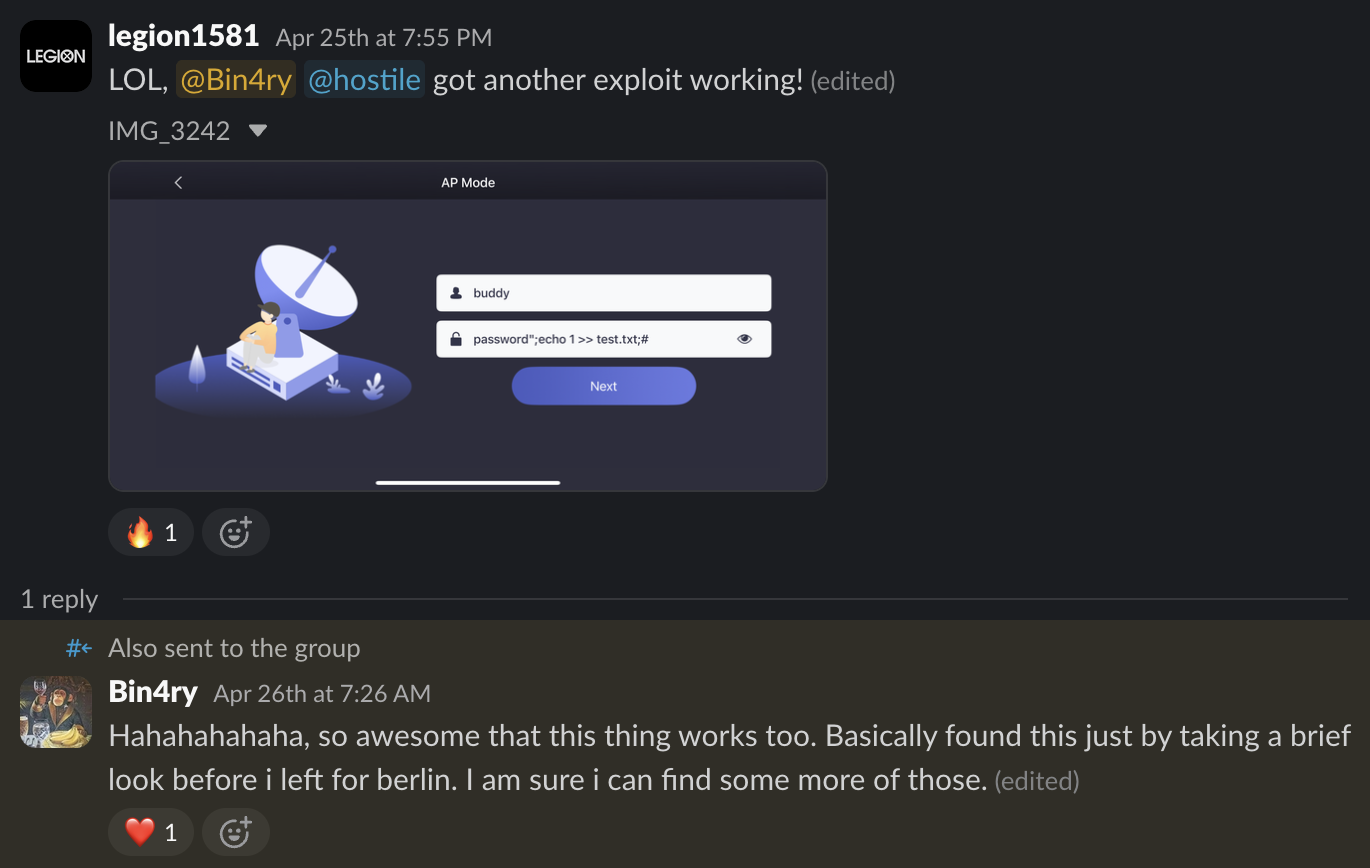 LEGION
legion1581 Apr 25th at 7:55 PM
LOL, @Bin4ry @hostile got another exploit working! (edited)
IMG_3242
AP Mode
buddy
password";echo 1 >> test.txt;#
Next
1
1 reply
Also sent to the group
Bin4ry Apr 26th at 7:26 AM
Hahahahahaha, so awesome that this thing works too. Basically found this just by taking a brief
look before i left for berlin. I am sure i can find some more of those. (edited)
1